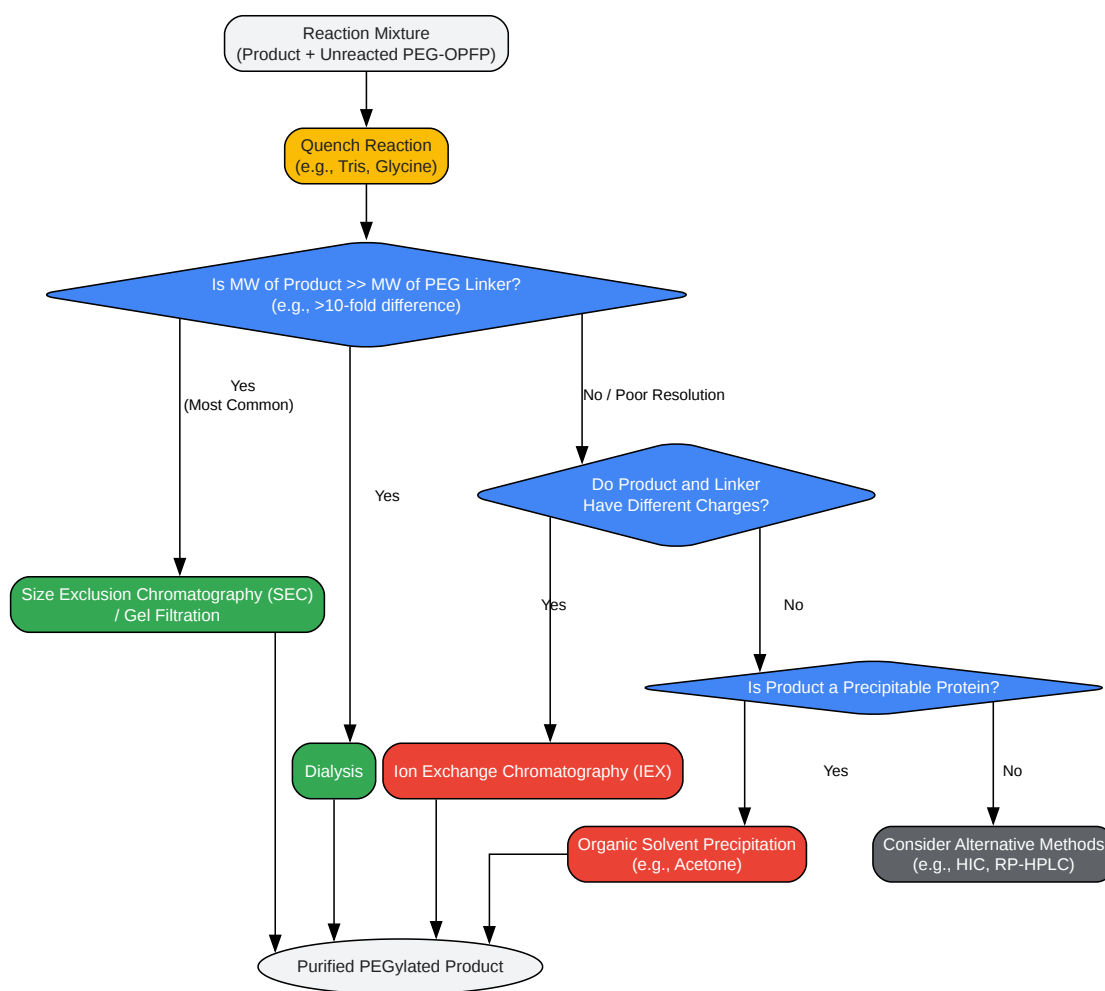 Reaction Mixture
(Product + Unreacted PEG-OPFP)
Quench Reaction
(e.g., Tris, Glycine)
Is MW of Product >> MW of PEG Linker?
(e.g., >10-fold difference)
Yes
(Most Common)
No / Poor Resolution
Yes
Do Product and Linker
Have Different Charges?
Size Exclusion Chromatography (SEC)
/ Gel Filtration
Yes
No
Is Product a Precipitable Protein?
Dialysis
Ion Exchange Chromatography (IEX)
Yes
No
Organic Solvent Precipitation
(e.g., Acetone)
Consider Alternative Methods
(e.g., HIC, RP-HPLC)
Purified PEGylated Product